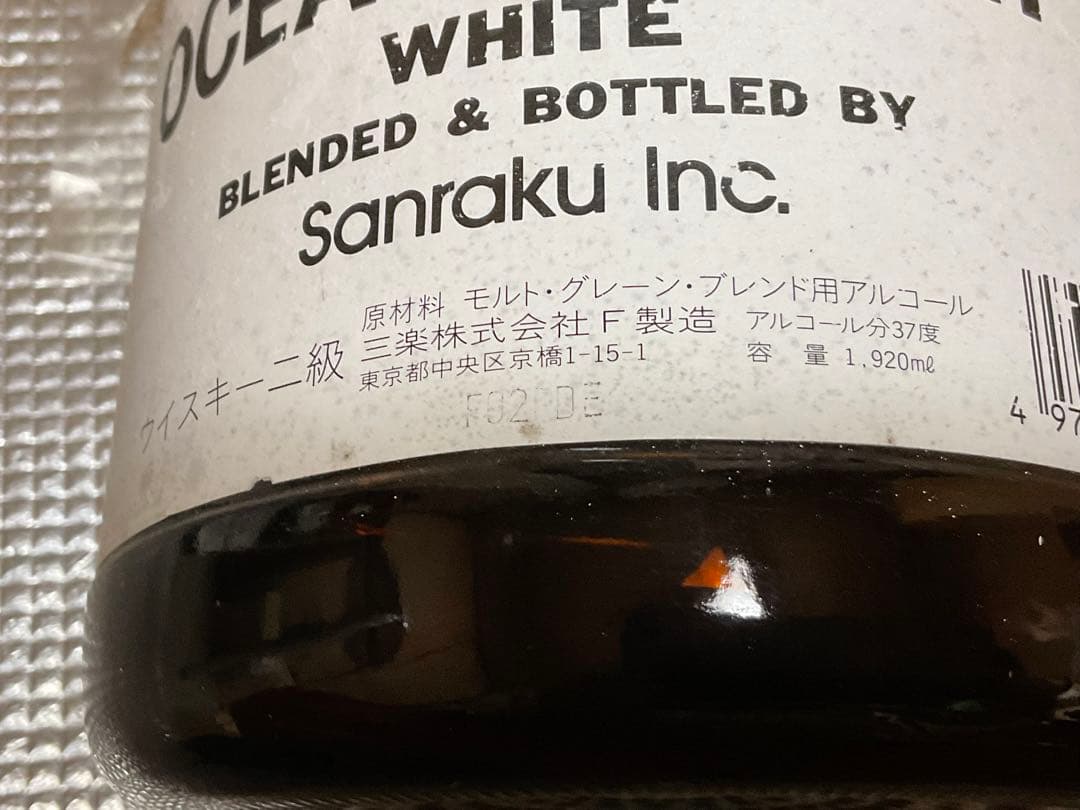 WHITE
BLENDED & BOTTLED BY
Sanraku Inc.
ウイスキー二級
原材料 モルト・グレーン・ブレンド用アルコール
三楽株式会社F製造 アルコール分37度
東京都中央区京橋1-15-1 容量 1,920mℓ
4 97